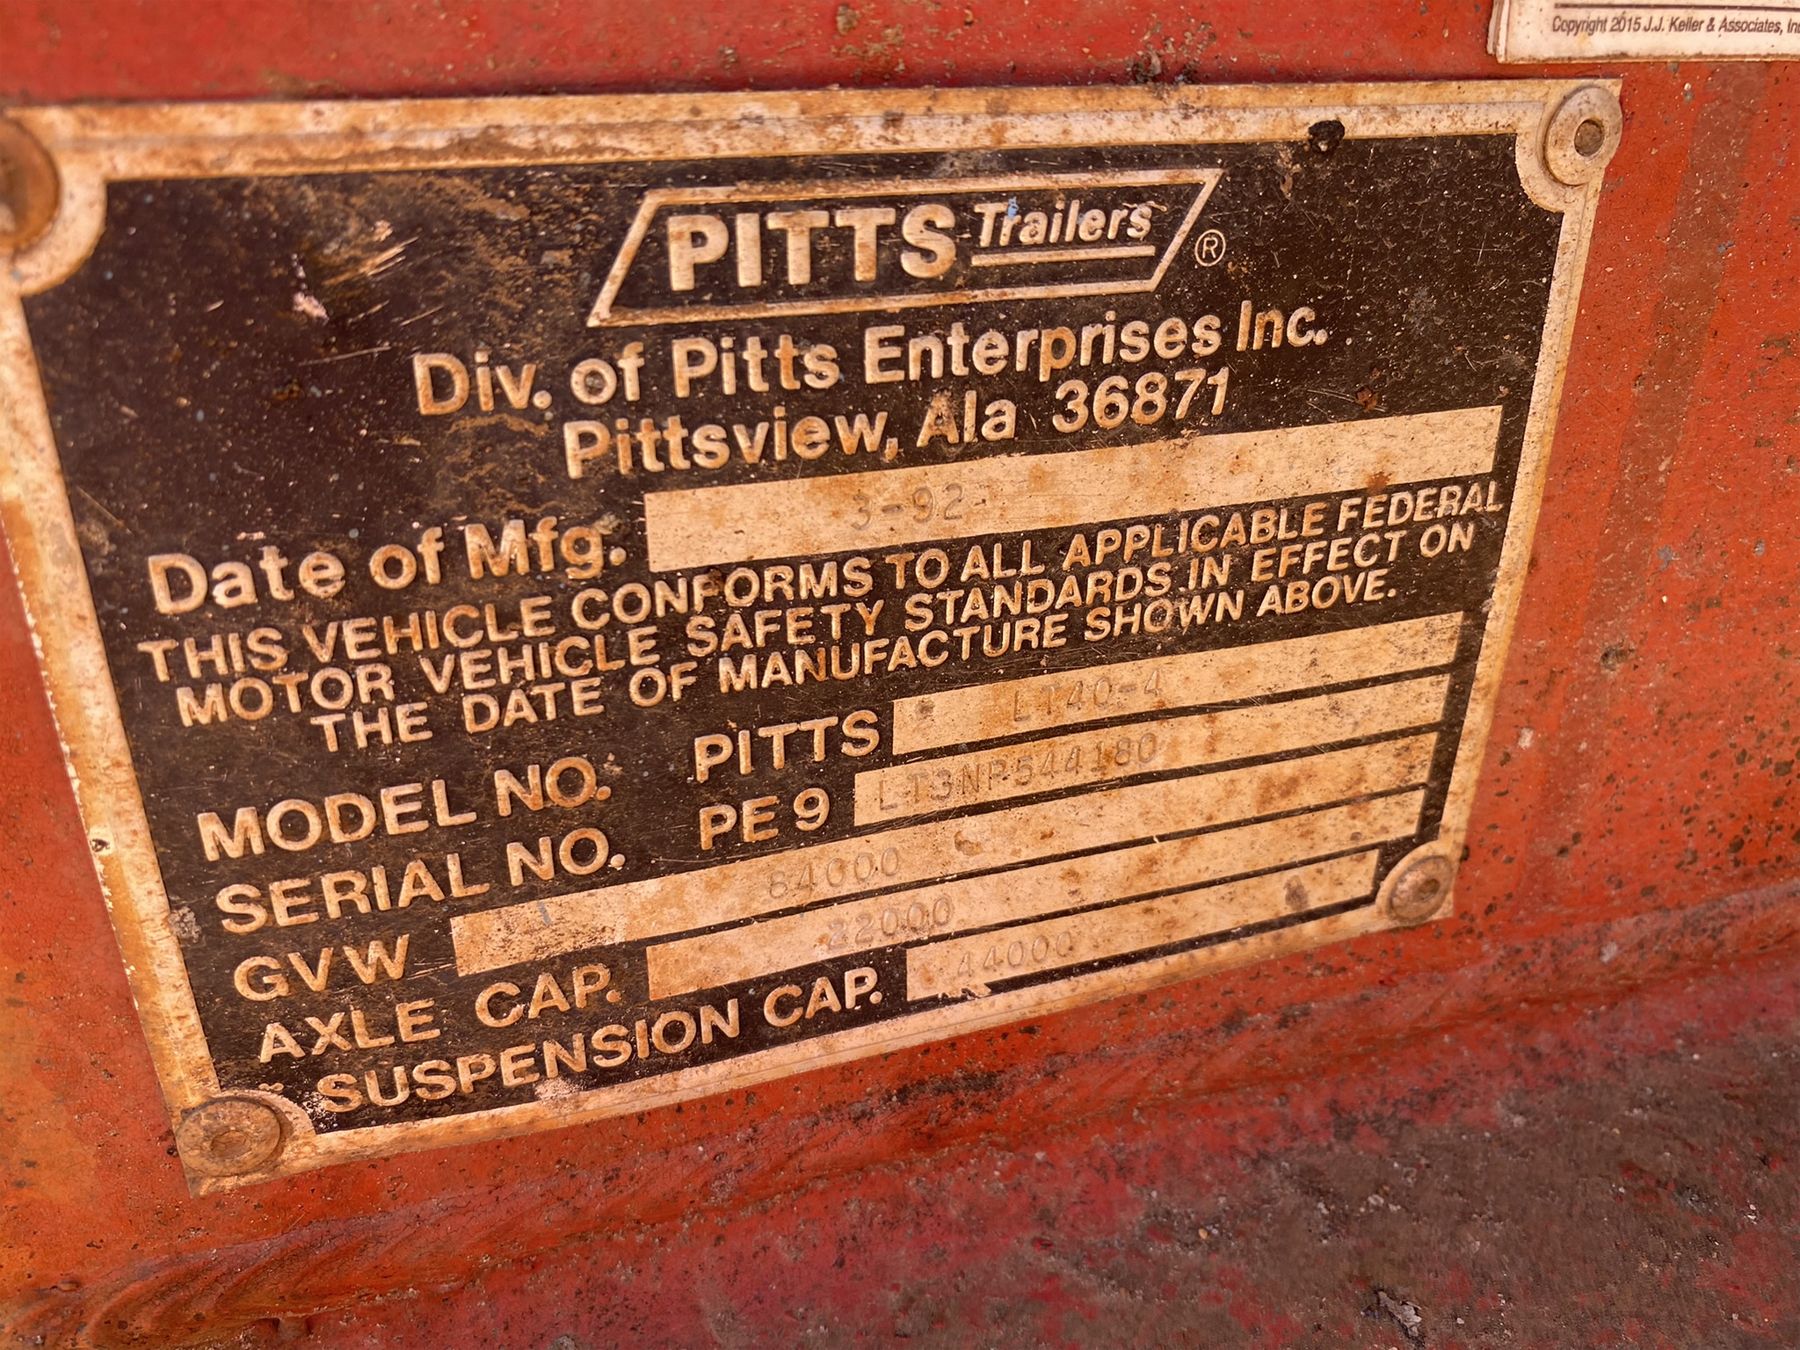 Copyright 2015 J.J. Keller & Associates, Inc
PITTS Trailers ®
Div. of Pitts Enterprises Inc.
Pittsview, Ala 36871
Date of Mfg. 3-92
THIS VEHICLE CONFORMS TO ALL APPLICABLE FEDERAL
MOTOR VEHICLE SAFETY STANDARDS IN EFFECT ON
THE DATE OF MANUFACTURE SHOWN ABOVE.
MODEL NO. PITTS LT40-4
SERIAL NO. PE 9
GVW 84000
AXLE CAP. 22000
SUSPENSION CAP. 44000